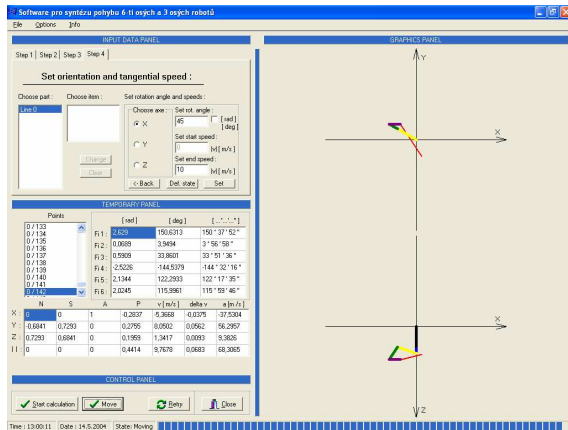 Software pro syntézu pohybu 6-ti osých a 3 osých robotů
File Options Info
INPUT DATA PANEL
GRAPHICS PANEL
Step 1 Step 2 Step 3 Step 4
Set orientation and tangential speed :
Choose part : Choose item : Set rotation angle and speeds :
Line 0
Choose axe : Set rot. angle :
X 45 [ rad ]
[ deg ]
Set start speed :
Y 0 |v| [ m/s ]
Set end speed :
Z 10 |v| [ m/s ]
Change
Clear
<- Back Def. state Set
TEMPORARY PANEL
Points [ rad ] [ deg ] [ ...°...'..." ]
0 / 133
0 / 134
0 / 135
0 / 136
0 / 137
0 / 138
0 / 139
0 / 140
0 / 141
0 / 142
Fi 1 : 2,629 150,6313 150 ° 37 ' 52 "
Fi 2 : 0,0689 3,9494 3 ° 56 ' 58 "
Fi 3 : 0,5909 33,8601 33 ° 51 ' 36 "
Fi 4 : -2,5226 -144,5379 -144 ° 32 ' 16 "
Fi 5 : 2,1344 122,2933 122 ° 17 ' 35 "
Fi 6 : 2,0245 115,9961 115 ° 59 ' 46 "
N S A P v [ m/s ] delta v a [m /s ]
X : 0 0 1 -0,2837 -5,3668 -0,0375 -37,5304
Y : -0,6841 0,7293 0 0,2755 8,0502 0,0562 56,2957
Z : 0,7293 0,6841 0 0,1959 1,3417 0,0093 9,3826
| | : 0 0 0 0,4414 9,7678 0,0683 68,3065
CONTROL PANEL
Start calculation Move Retry Close
Time : 13:00:11 Date : 14.5.2004 State: Moving
Y
X
X
Z